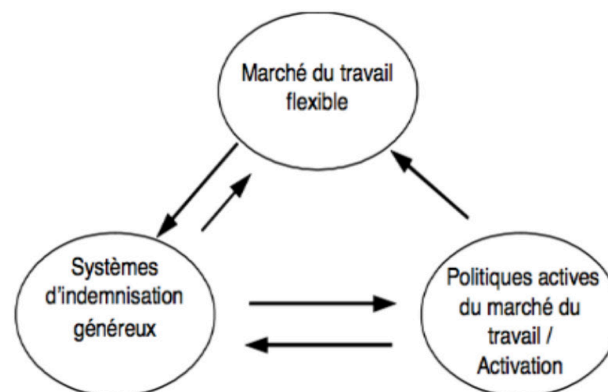 Marché du travail
flexible
Systèmes
d'indemnisation
généreux
Politiques actives
du marché du
travail /
Activation